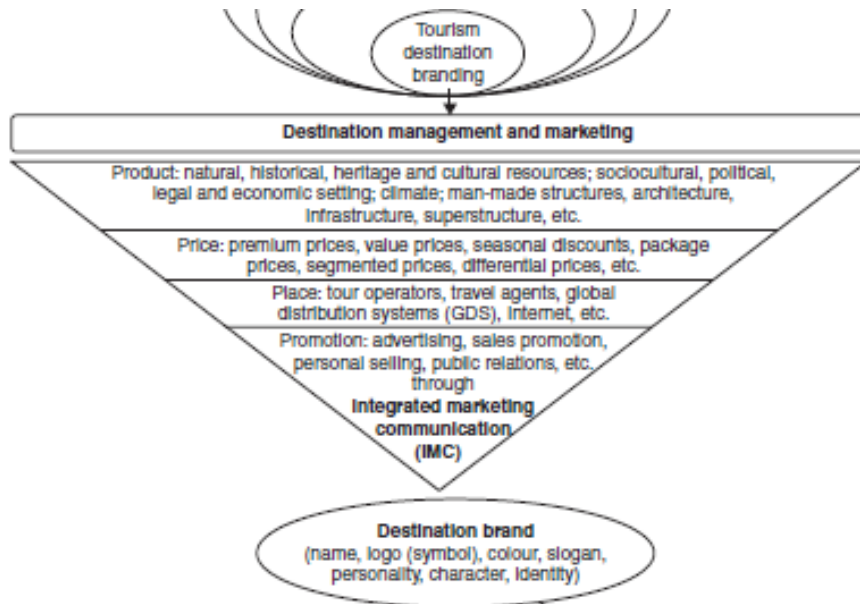 Tourism
destination
branding
Destination management and marketing
Product: natural, historical, heritage and cultural resources; sociocultural, political,
legal and economic setting; climate; man-made structures, architecture,
infrastructure, superstructure, etc.
Price: premium prices, value prices, seasonal discounts, package
prices, segmented prices, differential prices, etc.
Place: tour operators, travel agents, global
distribution systems (GDS), Internet, etc.
Promotion: advertising, sales promotion,
personal selling, public relations, etc.
through
Integrated marketing
communication
(IMC)
Destination brand
(name, logo (symbol), colour, slogan,
personality, character, identity)